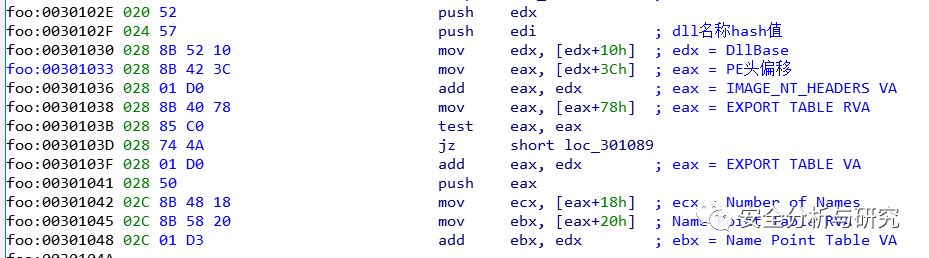 foo:0030102E 020 52 push edx
foo:0030102F 024 57 push edi ; dll名称hash值
foo:00301030 028 8B 52 10 mov edx, [edx+10h] ; edx = DllBase
foo:00301033 028 8B 42 3C mov eax, [edx+3Ch] ; eax = PE头偏移
foo:00301036 028 01 D0 add eax, edx ; eax = IMAGE_NT_HEADERS VA
foo:00301038 028 8B 40 78 mov eax, [eax+78h] ; eax = EXPORT TABLE RVA
foo:0030103B 028 85 C0 test eax, eax
foo:0030103D 028 74 4A jz short loc_301089
foo:0030103F 028 01 D0 add eax, edx ; eax = EXPORT TABLE VA
foo:00301041 028 50 push eax
foo:00301042 02C 8B 48 18 mov ecx, [eax+18h] ; ecx = Number of Names
foo:00301045 02C 8B 58 20 mov ebx, [eax+20h] ; Name Point Table RVA
foo:00301048 02C 01 D3 add ebx, edx ; ebx = Name Point Table VA
安全分析与研究